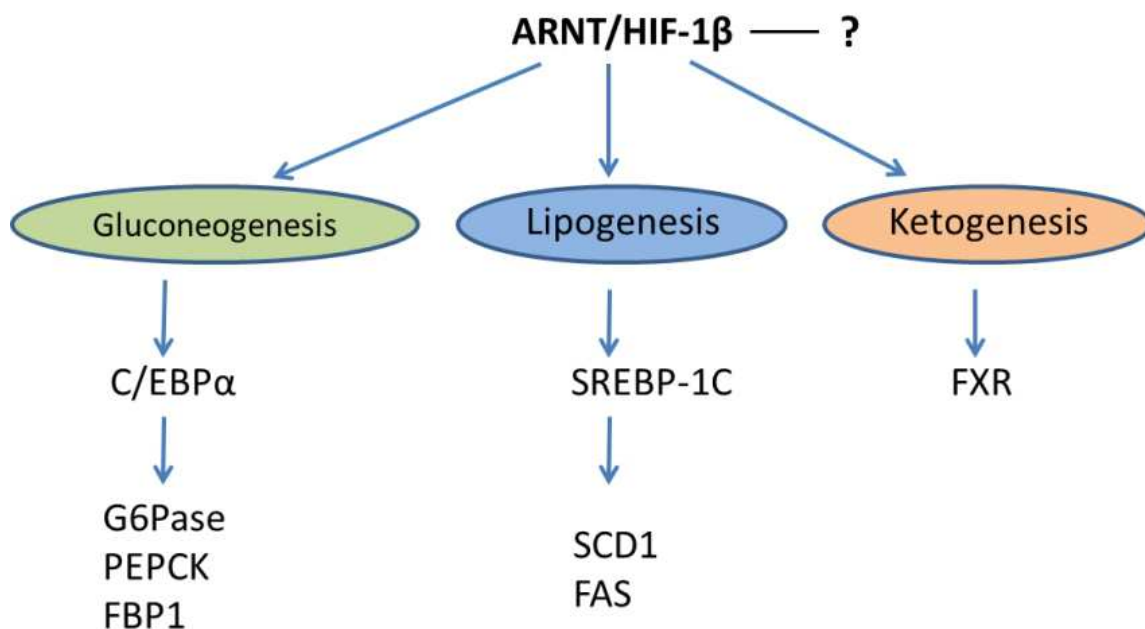 ARNT/HIF-1β — ?
Gluconeogenesis
Lipogenesis
Ketogenesis
C/EBPα
SREBP-1C
FXR
G6Pase
PEPCK
FBP1
SCD1
FAS